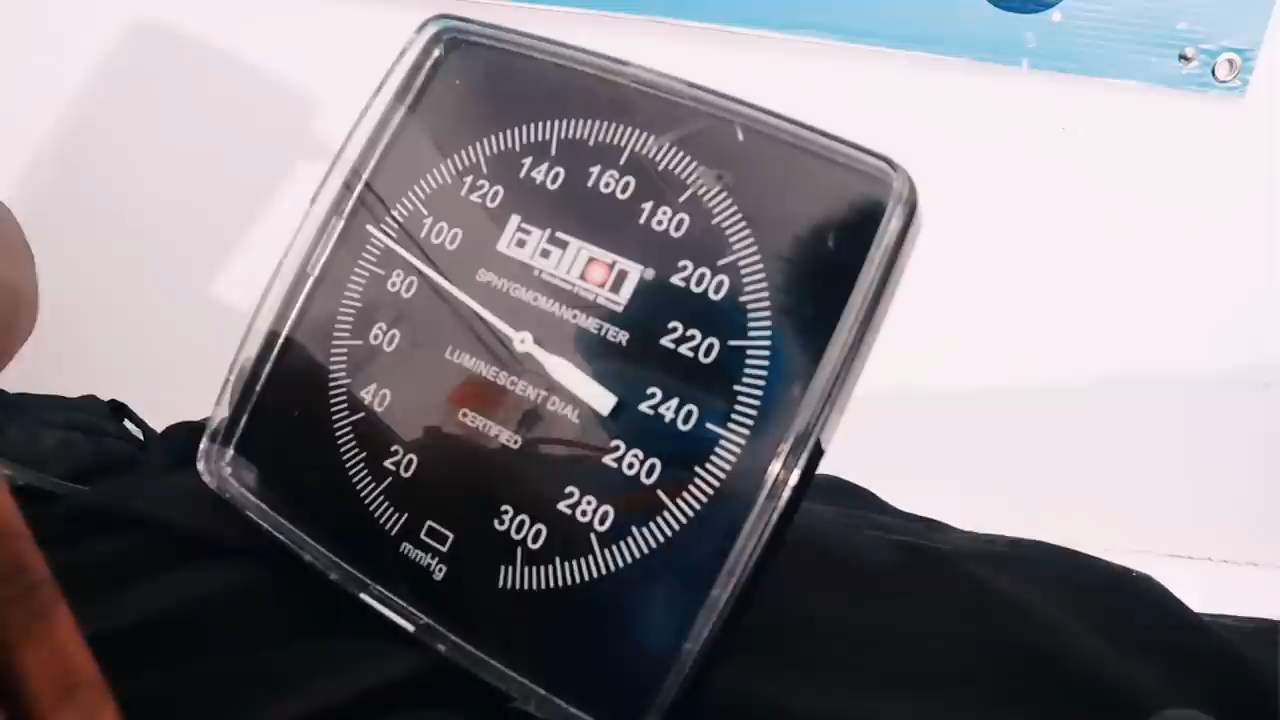 140 160
120 180
100 LabTron® 200
80 SPHYGMOMANOMETER 220
60 LUMINESCENT DIAL 240
40 CERTIFIED 260
20 300 280
mmHg